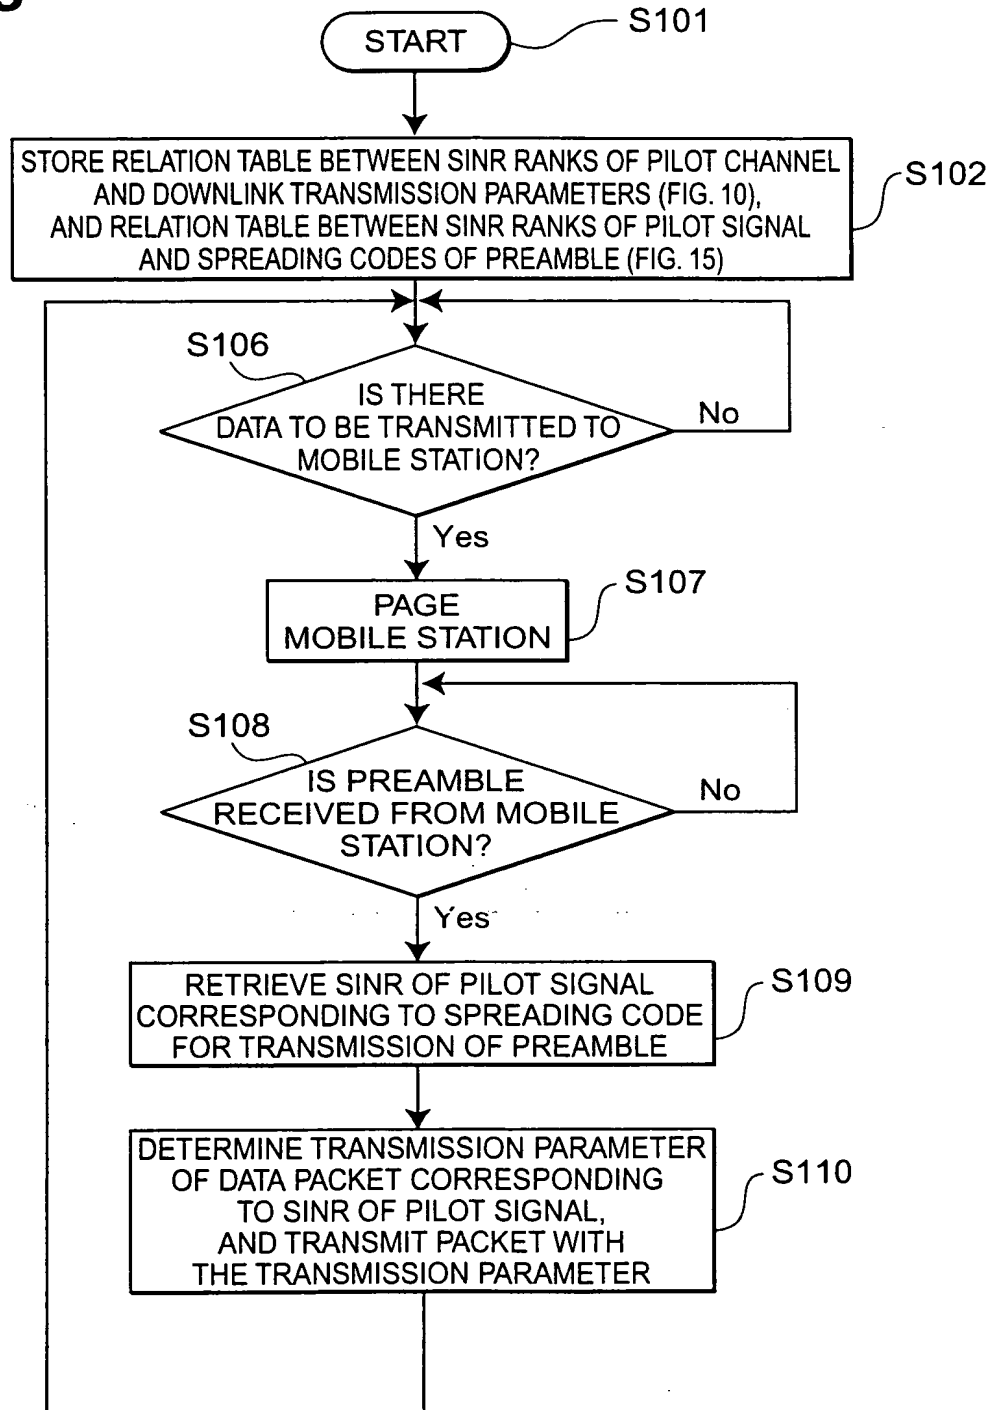 START
S101
STORE RELATION TABLE BETWEEN SINR RANKS OF PILOT CHANNEL
AND DOWNLINK TRANSMISSION PARAMETERS (FIG. 10),
AND RELATION TABLE BETWEEN SINR RANKS OF PILOT SIGNAL
AND SPREADING CODES OF PREAMBLE (FIG. 15)
S102
S106
IS THERE
DATA TO BE TRANSMITTED TO
MOBILE STATION?
No
Yes
PAGE
MOBILE STATION
S107
S108
IS PREAMBLE
RECEIVED FROM MOBILE
STATION?
No
Yes
RETRIEVE SINR OF PILOT SIGNAL
CORRESPONDING TO SPREADING CODE
FOR TRANSMISSION OF PREAMBLE
S109
DETERMINE TRANSMISSION PARAMETER
OF DATA PACKET CORRESPONDING
TO SINR OF PILOT SIGNAL,
AND TRANSMIT PACKET WITH
THE TRANSMISSION PARAMETER
S110